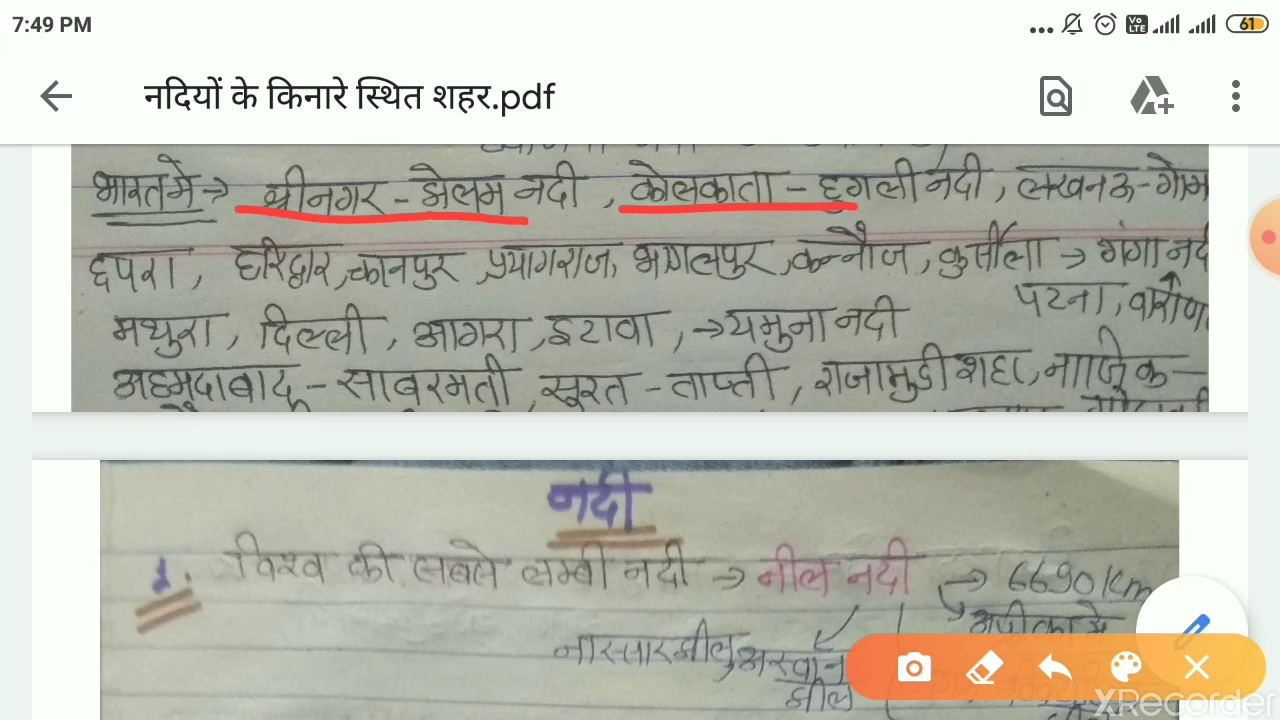 7:49 PM
61
नदियों के किनारे स्थित शहर.pdf
भारत में → श्रीनगर - झेलम नदी , कोलकाता - हुगली नदी , लखनऊ - गोम
छपरा , हरिद्वार , कानपुर , प्रयागराज, भागलपुर , कन्नौज , → गंगा नदी
पटना , वाराण
मथुरा , दिल्ली , आगरा , इटावा , → यमुना नदी
अहमदाबाद - साबरमती , सूरत - ताप्ती , नासिक -
नदी
1. विश्व की सबसे लम्बी नदी → नील नदी → 6690 km
अफ्रीका में
झील
XRecorder